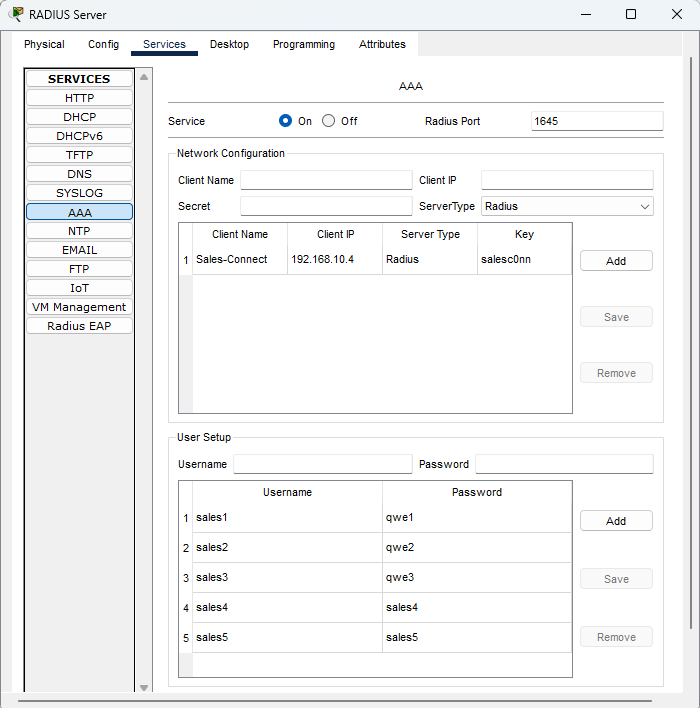 RADIUS Server
Physical Config Services Desktop Programming Attributes
SERVICES
HTTP
DHCP
DHCPv6
TFTP
DNS
SYSLOG
AAA
NTP
EMAIL
FTP
IoT
VM Management
Radius EAP
AAA
Service On Off Radius Port 1645
Network Configuration
Client Name Client IP
Secret ServerType Radius
Client Name Client IP Server Type Key
1 Sales-Connect 192.168.10.4 Radius salesc0nn
Add
Save
Remove
User Setup
Username Password
Username Password
1 sales1 qwe1
2 sales2 qwe2
3 sales3 qwe3
4 sales4 sales4
5 sales5 sales5
Add
Save
Remove